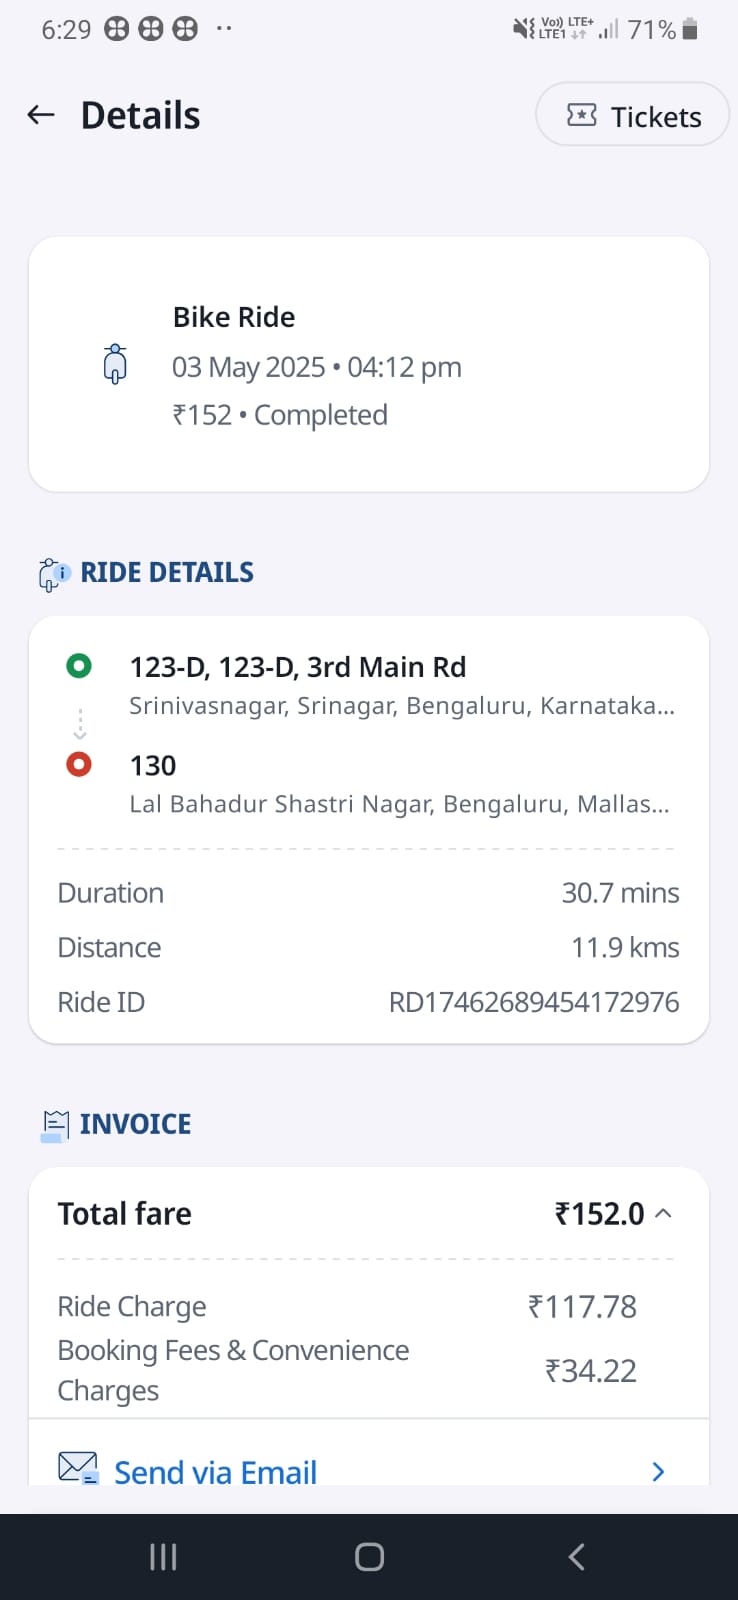 6:29
Vo)) LTE+
LTE1
71%
Details
Tickets
Bike Ride
03 May 2025 • 04:12 pm
₹152 • Completed
RIDE DETAILS
123-D, 123-D, 3rd Main Rd
Srinivasnagar, Srinagar, Bengaluru, Karnataka...
130
Lal Bahadur Shastri Nagar, Bengaluru, Mallas...
Duration 30.7 mins
Distance 11.9 kms
Ride ID RD17462689454172976
INVOICE
Total fare ₹152.0
Ride Charge ₹117.78
Booking Fees & Convenience
Charges ₹34.22
Send via Email